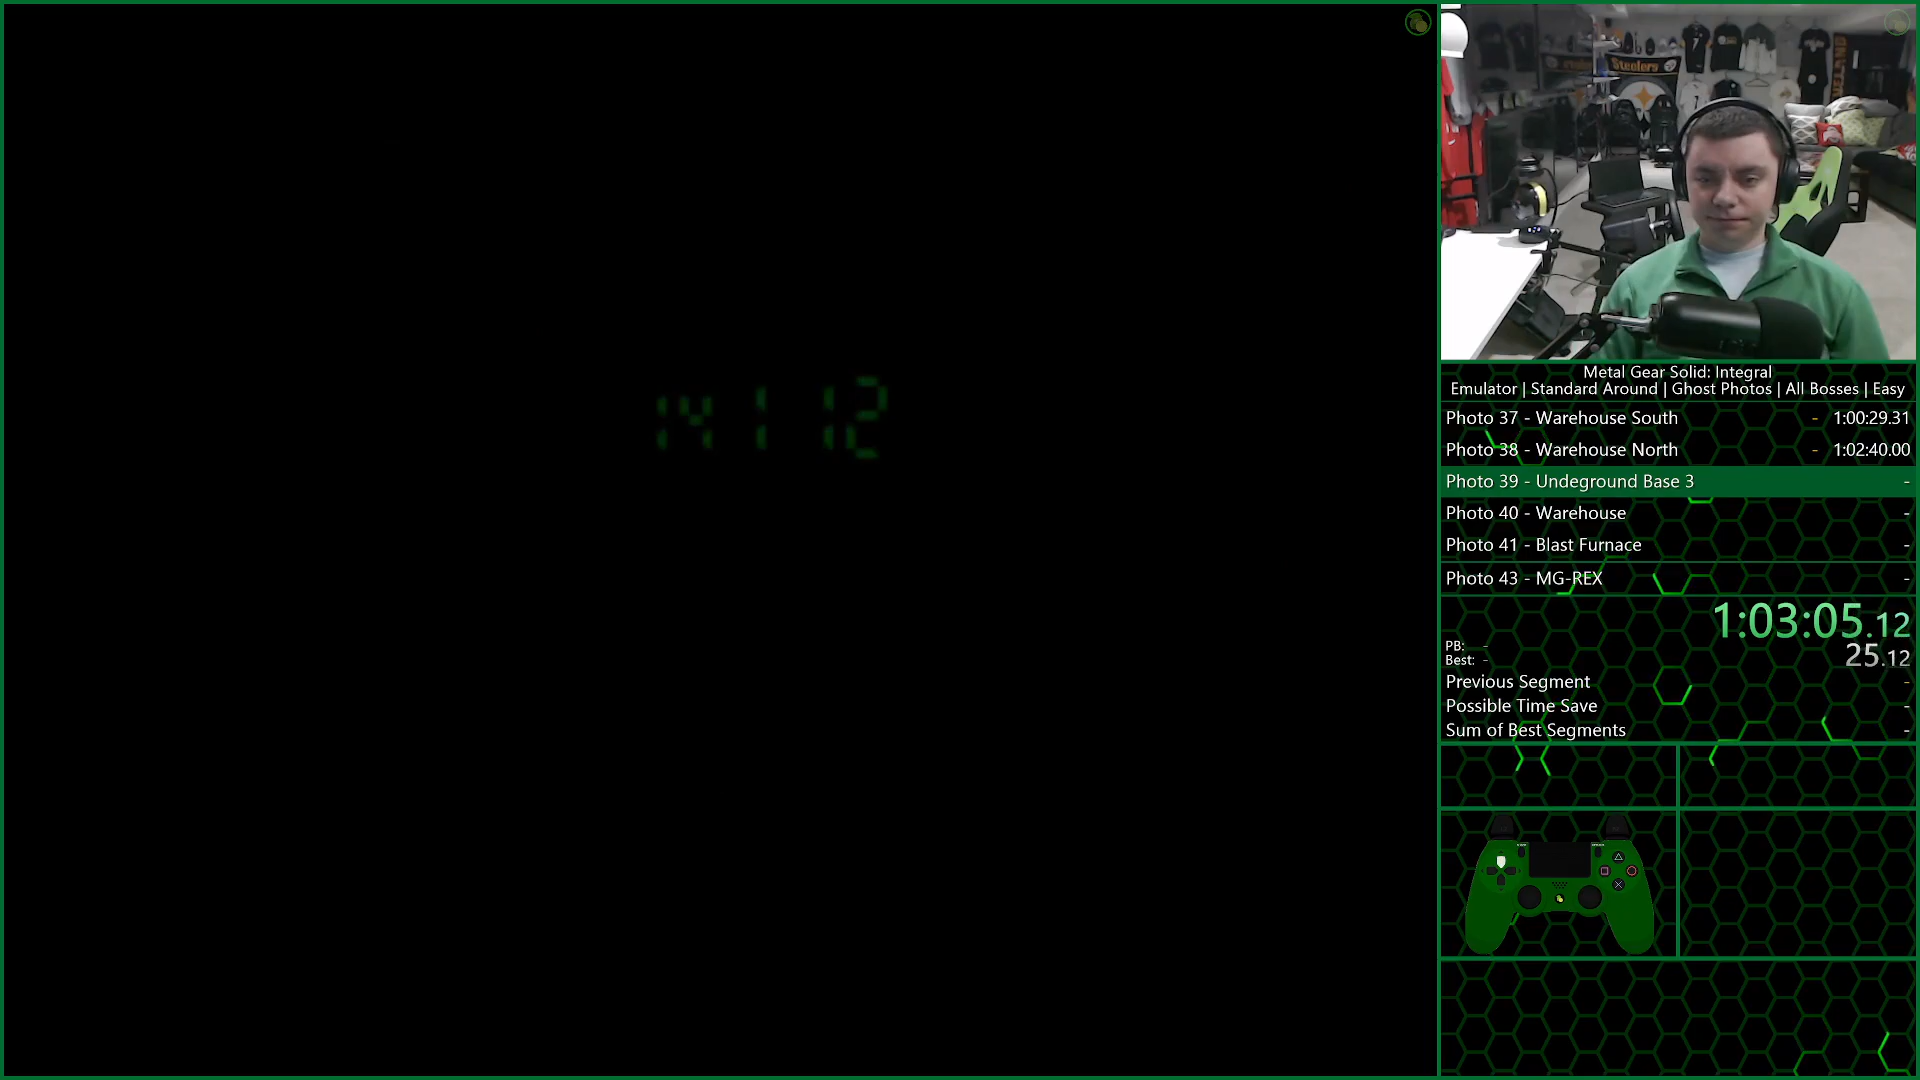 141.12
Steelers
Metal Gear Solid: Integral
Emulator | Standard Around | Ghost Photos | All Bosses | Easy
Photo 37 - Warehouse South - 1:00:29.31
Photo 38 - Warehouse North - 1:02:40.00
Photo 39 - Undeground Base 3 -
Photo 40 - Warehouse -
Photo 41 - Blast Furnace -
Photo 43 - MG-REX -
1:03:05.12
PB: -
25.12
Best: -
Previous Segment -
Possible Time Save -
Sum of Best Segments -